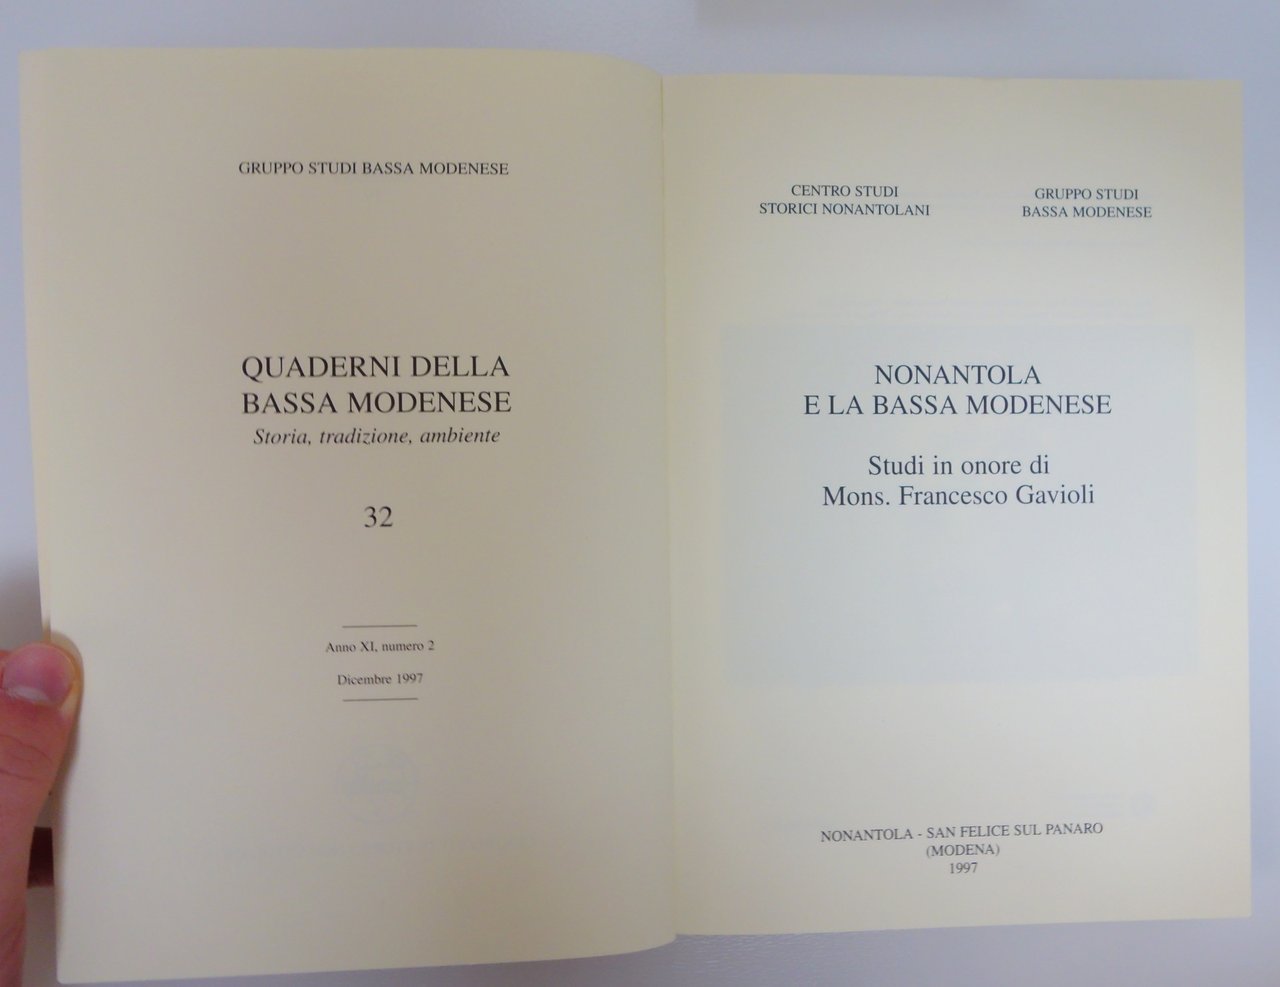 GRUPPO STUDI BASSA MODENESE
QUADERNI DELLA
BASSA MODENESE
Storia, tradizione, ambiente
32
Anno XI, numero 2
Dicembre 1997
CENTRO STUDI
STORICI NONANTOLANI
GRUPPO STUDI
BASSA MODENESE
NONANTOLA
E LA BASSA MODENESE
Studi in onore di
Mons. Francesco Gavioli
NONANTOLA - SAN FELICE SUL PANARO
(MODENA)
1997